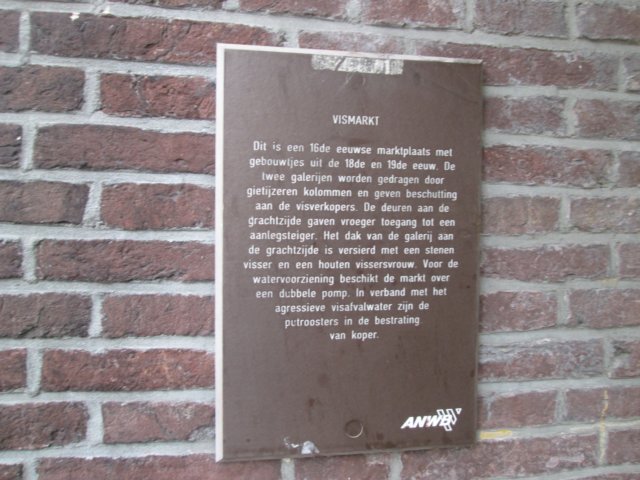 VISMARKT
Dit is een 16de eeuwse marktplaats met
gebouwtjes uit de 18de en 19de eeuw. De
twee galerijen worden gedragen door
gietijzeren kolommen en geven beschutting
aan de visverkopers. De deuren aan de
grachtzijde gaven vroeger toegang tot een
aanlegsteiger. Het dak van de galerij aan
de grachtzijde is versierd met een stenen
visser en een houten vissersvrouw. Voor de
watervoorziening beschikt de markt over
een dubbele pomp. In verband met het
agressieve visafvalwater zijn de
putroosters in de bestrating
van koper.
ANWB